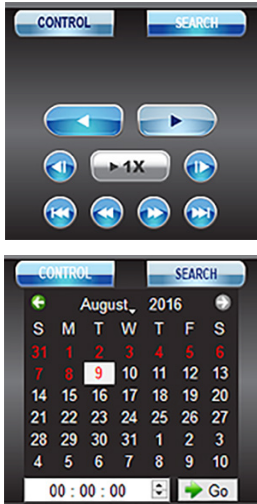 CONTROL SEARCH
1X
CONTROL SEARCH
August 2016
S M T W T F S
31 1 2 3 4 5 6
7 8 9 10 11 12 13
14 15 16 17 18 19 20
21 22 23 24 25 26 27
28 29 30 31 1 2 3
4 5 6 7 8 9 10
00 : 00 : 00 Go